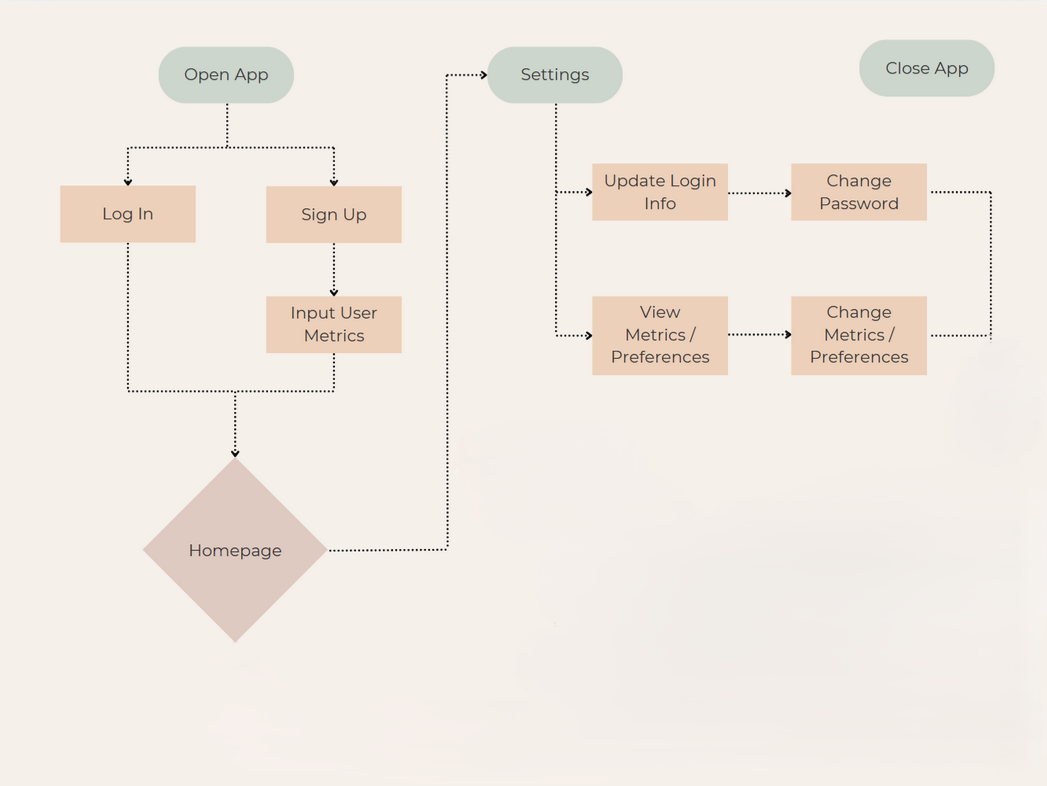 Open App
Settings
Close App
Log In
Sign Up
Update Login
Info
Change
Password
Input User
Metrics
View
Metrics /
Preferences
Change
Metrics /
Preferences
Homepage